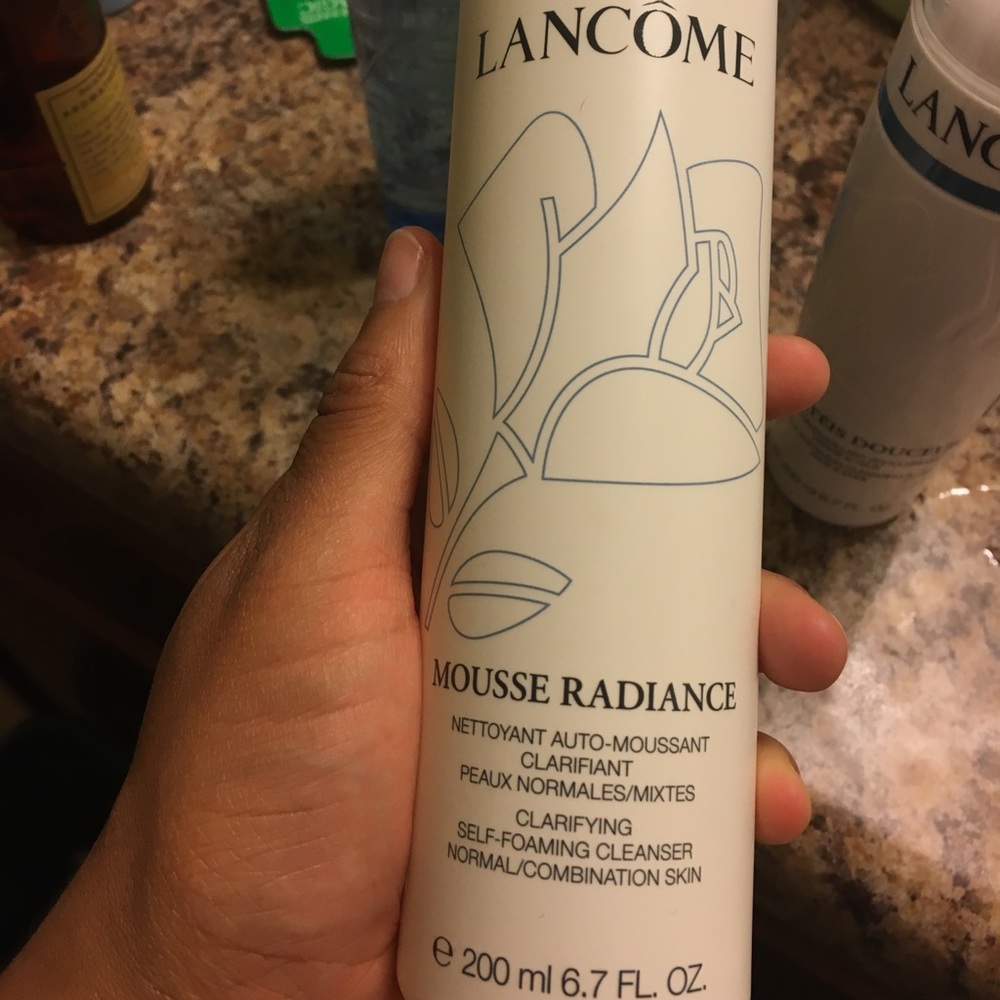 LANCÔME
MOUSSE RADIANCE
NETTOYANT AUTO-MOUSSANT
CLARIFIANT
PEAUX NORMALES/MIXTES
CLARIFYING
SELF-FOAMING CLEANSER
NORMAL/COMBINATION SKIN
e 200 ml 6.7 FL. OZ.
LANC